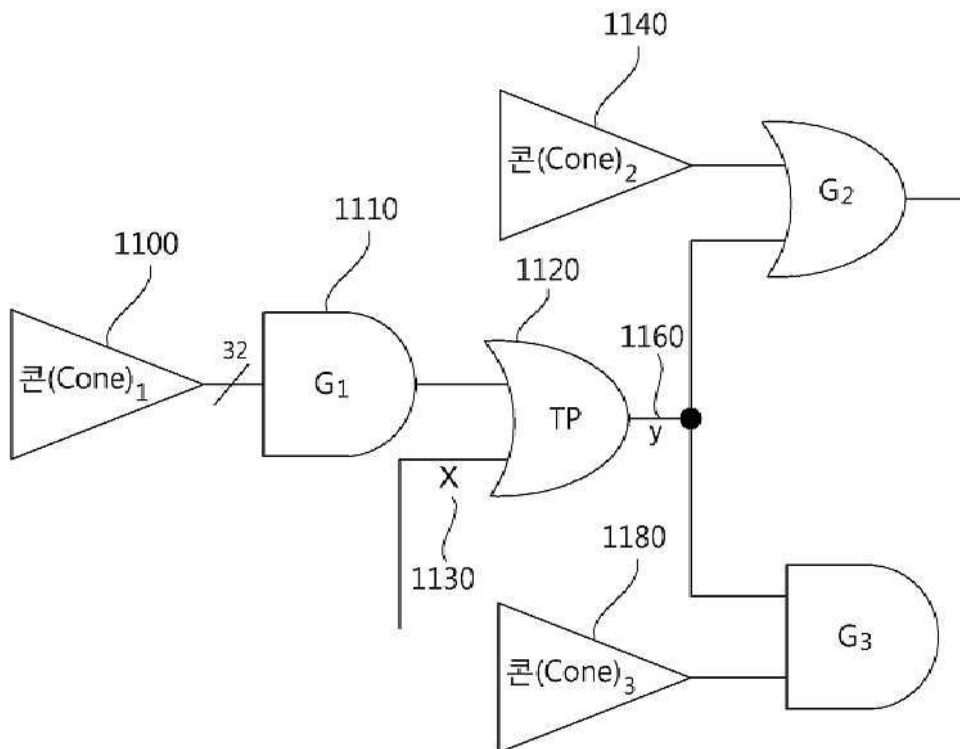 1140
콘(Cone)2
G2
1110
1100
1120
32
콘(Cone)1
G1
TP
1160
y
X
1130
1180
콘(Cone)3
G3